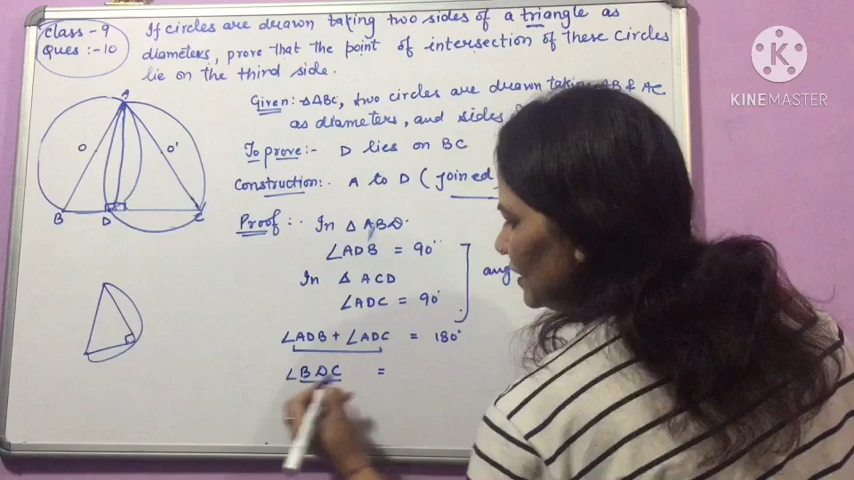 class-9
Ques :-10
If circles are drawn taking two sides of a triangle as
diameters, prove that the point of intersection of these circles
lie on the third side.
K
KINEMASTER
Given:- ΔABC, two circles are drawn taking AB & AC
as diameters, and sides
To prove:- D lies on BC
Construction:- A to D (joined
Proof:- In Δ ABD
∠ADB = 90°
In Δ ACD
∠ADC = 90°
ang
∠ADB + ∠ADC = 180°
∠BDC =
A
O
O'
B
D
C